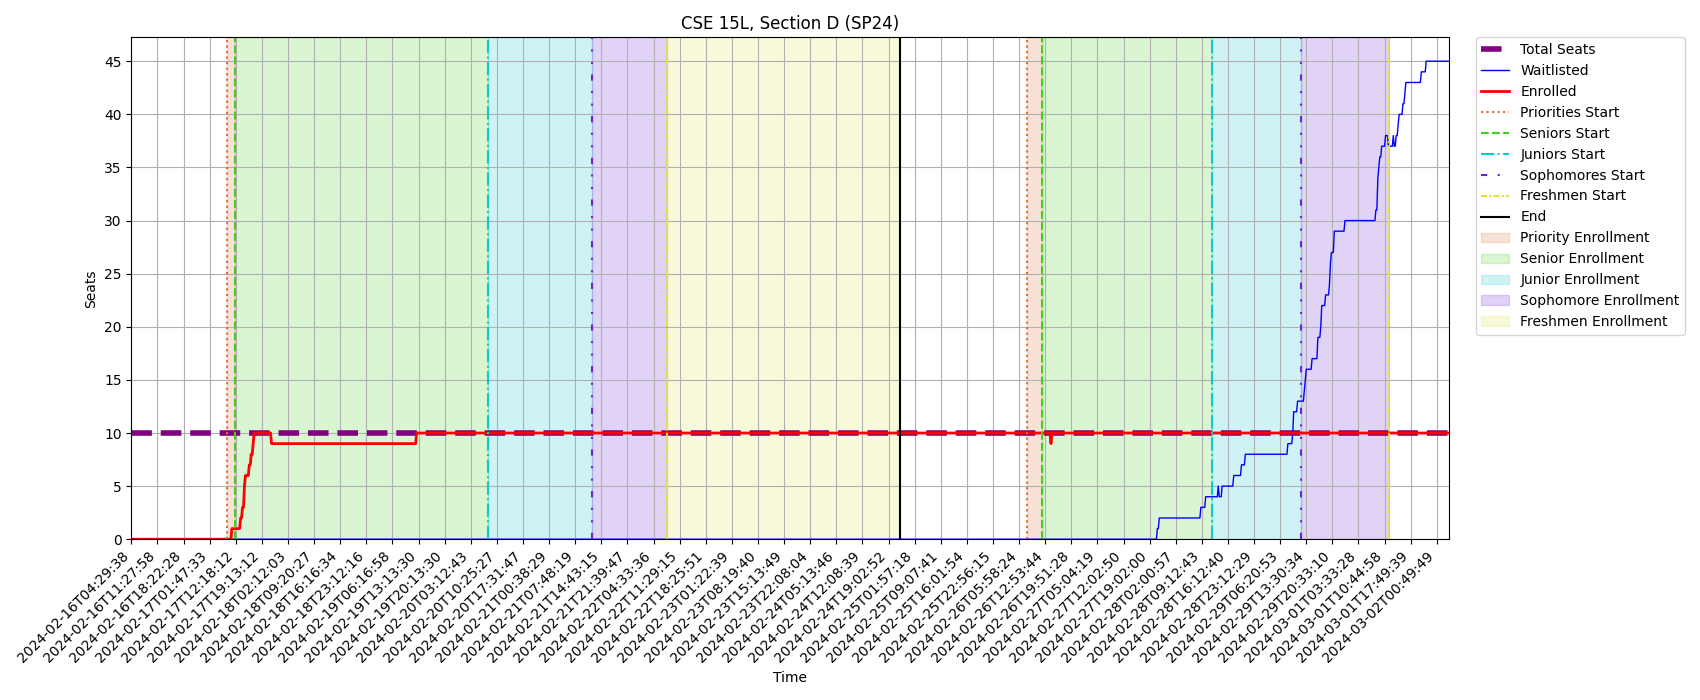 CSE 15L, Section D (SP24)
Total Seats
Waitlisted
Enrolled
Priorities Start
Seniors Start
Juniors Start
Sophomores Start
Freshmen Start
End
Priority Enrollment
Senior Enrollment
Junior Enrollment
Sophomore Enrollment
Freshmen Enrollment
Seats
45
40
35
30
25
20
15
10
5
0
2024-02-16T04:29:38
2024-02-16T11:27:58
2024-02-16T18:22:28
2024-02-17T01:47:33
2024-02-17T12:18:12
2024-02-17T19:13:12
2024-02-18T02:12:03
2024-02-18T09:20:27
2024-02-18T16:16:34
2024-02-18T23:12:16
2024-02-19T06:16:58
2024-02-19T13:13:30
2024-02-19T20:13:30
2024-02-20T03:12:43
2024-02-20T10:25:27
2024-02-20T17:31:47
2024-02-21T00:38:29
2024-02-21T07:48:19
2024-02-21T14:43:15
2024-02-21T21:39:47
2024-02-22T04:33:36
2024-02-22T11:29:15
2024-02-22T18:25:51
2024-02-23T01:22:39
2024-02-23T08:19:40
2024-02-23T15:13:49
2024-02-23T22:08:04
2024-02-24T05:13:46
2024-02-24T12:08:39
2024-02-24T19:02:52
2024-02-25T01:57:18
2024-02-25T09:07:41
2024-02-25T16:01:54
2024-02-25T22:56:15
2024-02-26T05:58:24
2024-02-26T12:53:44
2024-02-26T19:51:28
2024-02-27T05:04:19
2024-02-27T12:02:50
2024-02-27T19:02:00
2024-02-28T02:00:57
2024-02-28T09:12:43
2024-02-28T16:12:40
2024-02-28T23:12:29
2024-02-29T06:20:53
2024-02-29T13:30:34
2024-02-29T20:33:10
2024-03-01T03:33:28
2024-03-01T10:44:58
2024-03-01T17:49:39
2024-03-02T00:49:49
Time